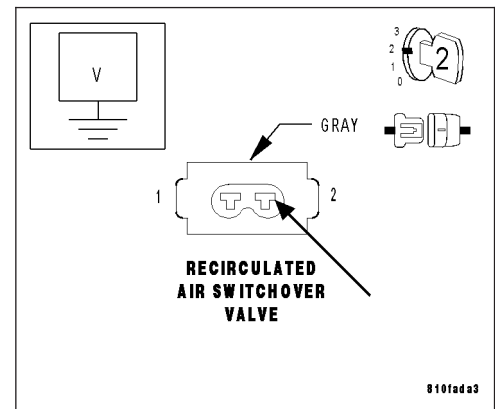 V
3
2
1
0
2
GRAY
1
2
RECIRCULATED
AIR SWITCHOVER
VALVE
810fada3